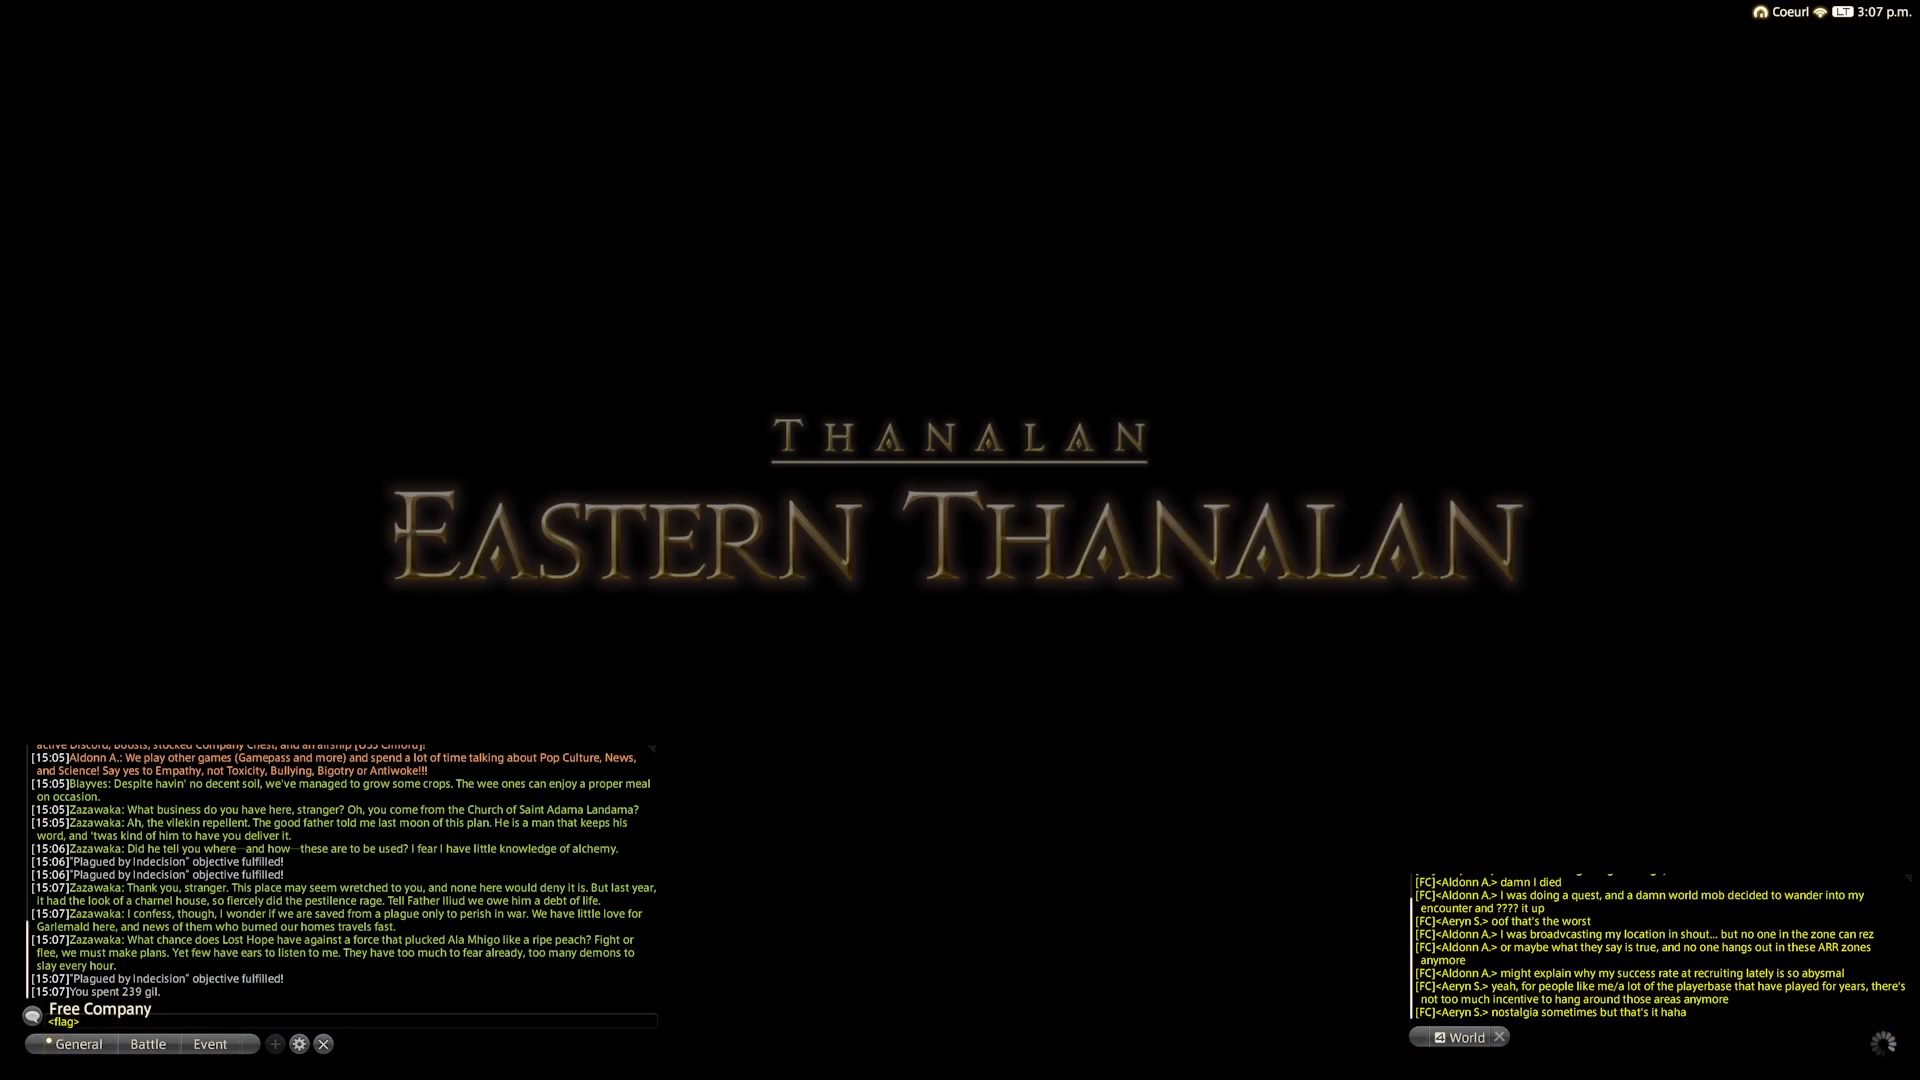 Coeurl LT 3:07 p.m.
THANALAN
EASTERN THANALAN
active Discord, Boosts, stocked Company Chest, and an airship [USS Clifford]!
[15:05]Aldonn A.: We play other games (Gamepass and more) and spend a lot of time talking about Pop Culture, News,
and Science! Say yes to Empathy, not Toxicity, Bullying, Bigotry or Antiwoke!!!
[15:05]Blayves: Despite havin' no decent soil, we've managed to grow some crops. The wee ones can enjoy a proper meal
on occasion.
[15:05]Zazawaka: What business do you have here, stranger? Oh, you come from the Church of Saint Adama Landama?
[15:05]Zazawaka: Ah, the vilekin repellent. The good father told me last moon of this plan. He is a man that keeps his
word, and 'twas kind of him to have you deliver it.
[15:06]Zazawaka: Did he tell you where—and how—these are to be used? I fear I have little knowledge of alchemy.
[15:06]"Plagued by Indecision" objective fulfilled!
[15:06]"Plagued by Indecision" objective fulfilled!
[15:07]Zazawaka: Thank you, stranger. This place may seem wretched to you, and none here would deny it is. But last year,
it had the look of a charnel house, so fiercely did the pestilence rage. Tell Father Iliud we owe him a debt of life.
[15:07]Zazawaka: I confess, though, I wonder if we are saved from a plague only to perish in war. We have little love for
Garlemald here, and news of them who burned our homes travels fast.
[15:07]Zazawaka: What chance does Lost Hope have against a force that plucked Ala Mhigo like a ripe peach? Fight or
flee, we must make plans. Yet few have ears to listen to me. They have too much to fear already, too many demons to
slay every hour.
[15:07]"Plagued by Indecision" objective fulfilled!
[15:07]You spent 239 gil.
Free Company
<flag>
General Battle Event
[FC]<Aldonn A.> damn I died
[FC]<Aldonn A.> I was doing a quest, and a damn world mob decided to wander into my
encounter and ???? it up
[FC]<Aeryn S.> oof that's the worst
[FC]<Aldonn A.> I was broadvcasting my location in shout... but no one in the zone can rez
[FC]<Aldonn A.> or maybe what they say is true, and no one hangs out in these ARR zones
anymore
[FC]<Aldonn A.> might explain why my success rate at recruiting lately is so abysmal
[FC]<Aeryn S.> yeah, for people like me/a lot of the playerbase that have played for years, there's
not too much incentive to hang around those areas anymore
[FC]<Aeryn S.> nostalgia sometimes but that's it haha
4 World